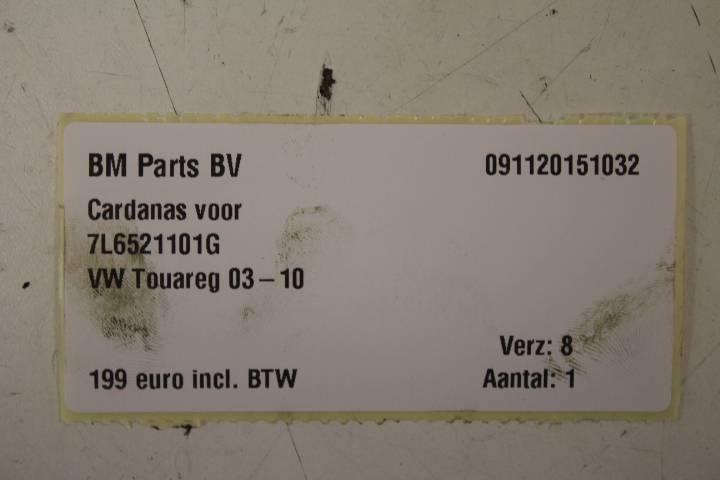 BM Parts BV 091120151032
Cardanas voor
7L6521101G
VW Touareg 03-10
Verz: 8
199 euro incl. BTW Aantal: 1